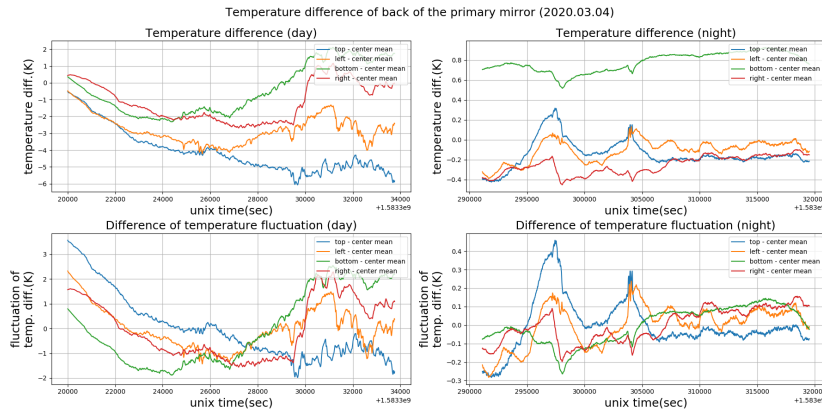 Temperature difference of back of the primary mirror (2020.03.04)
Temperature difference (day)
temperature diff.(K)
2
1
0
−1
−2
−3
−4
−5
−6
top - center mean
left - center mean
bottom - center mean
right - center mean
20000 22000 24000 26000 28000 30000 32000 34000
+1.5833e9
unix time(sec)
Temperature difference (night)
temperature diff.(K)
0.8
0.6
0.4
0.2
0.0
−0.2
−0.4
top - center mean
left - center mean
bottom - center mean
right - center mean
290000 295000 300000 305000 310000 315000 320000
+1.583e9
unix time(sec)
Difference of temperature fluctuation (day)
fluctuation of
temp. diff.(K)
3
2
1
0
−1
−2
top - center mean
left - center mean
bottom - center mean
right - center mean
20000 22000 24000 26000 28000 30000 32000 34000
+1.5833e9
unix time(sec)
Difference of temperature fluctuation (night)
fluctuation of
temp. diff.(K)
0.4
0.3
0.2
0.1
0.0
−0.1
−0.2
−0.3
top - center mean
left - center mean
bottom - center mean
right - center mean
290000 295000 300000 305000 310000 315000
+1.583e9
unix time(sec)